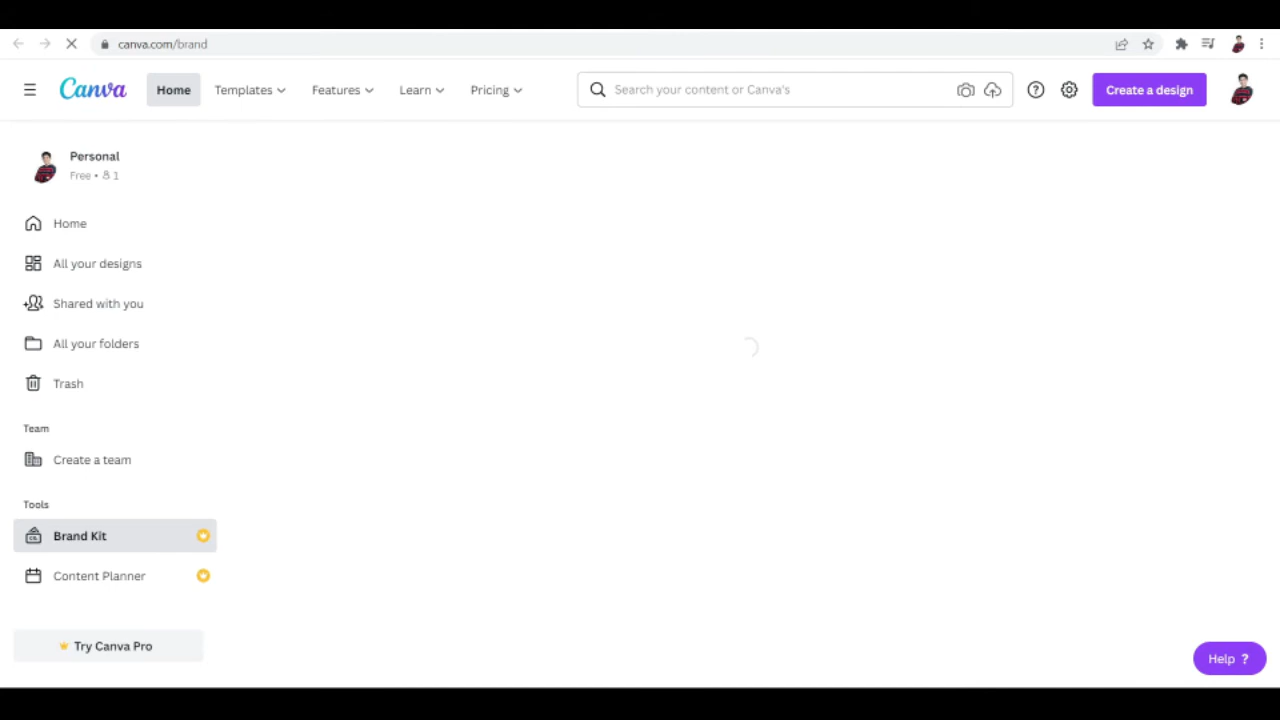 canva.com/brand
Canva
Home
Templates
Features
Learn
Pricing
Search your content or Canva's
Create a design
Personal
Free • 1
Home
All your designs
Shared with you
All your folders
Trash
Team
Create a team
Tools
Brand Kit
Content Planner
Try Canva Pro
Help ?